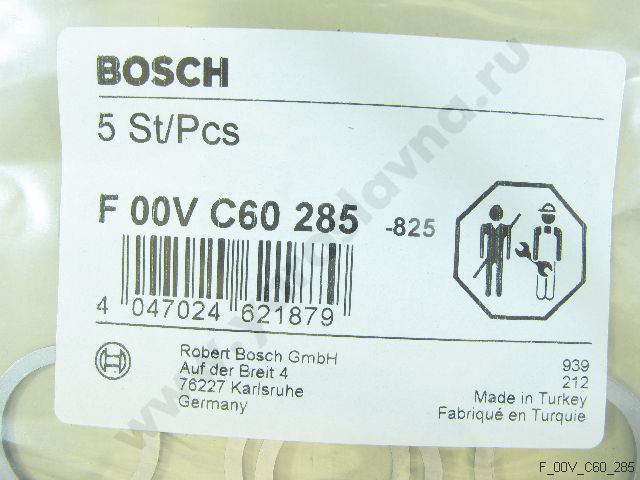 BOSCH
5 St/Pcs
F 00V C60 285 -825
4 047024 621879
Robert Bosch GmbH
Auf der Breit 4
76227 Karlsruhe
Germany
939
212
Made in Turkey
Fabriqué en Turquie
F_00V_C60_285